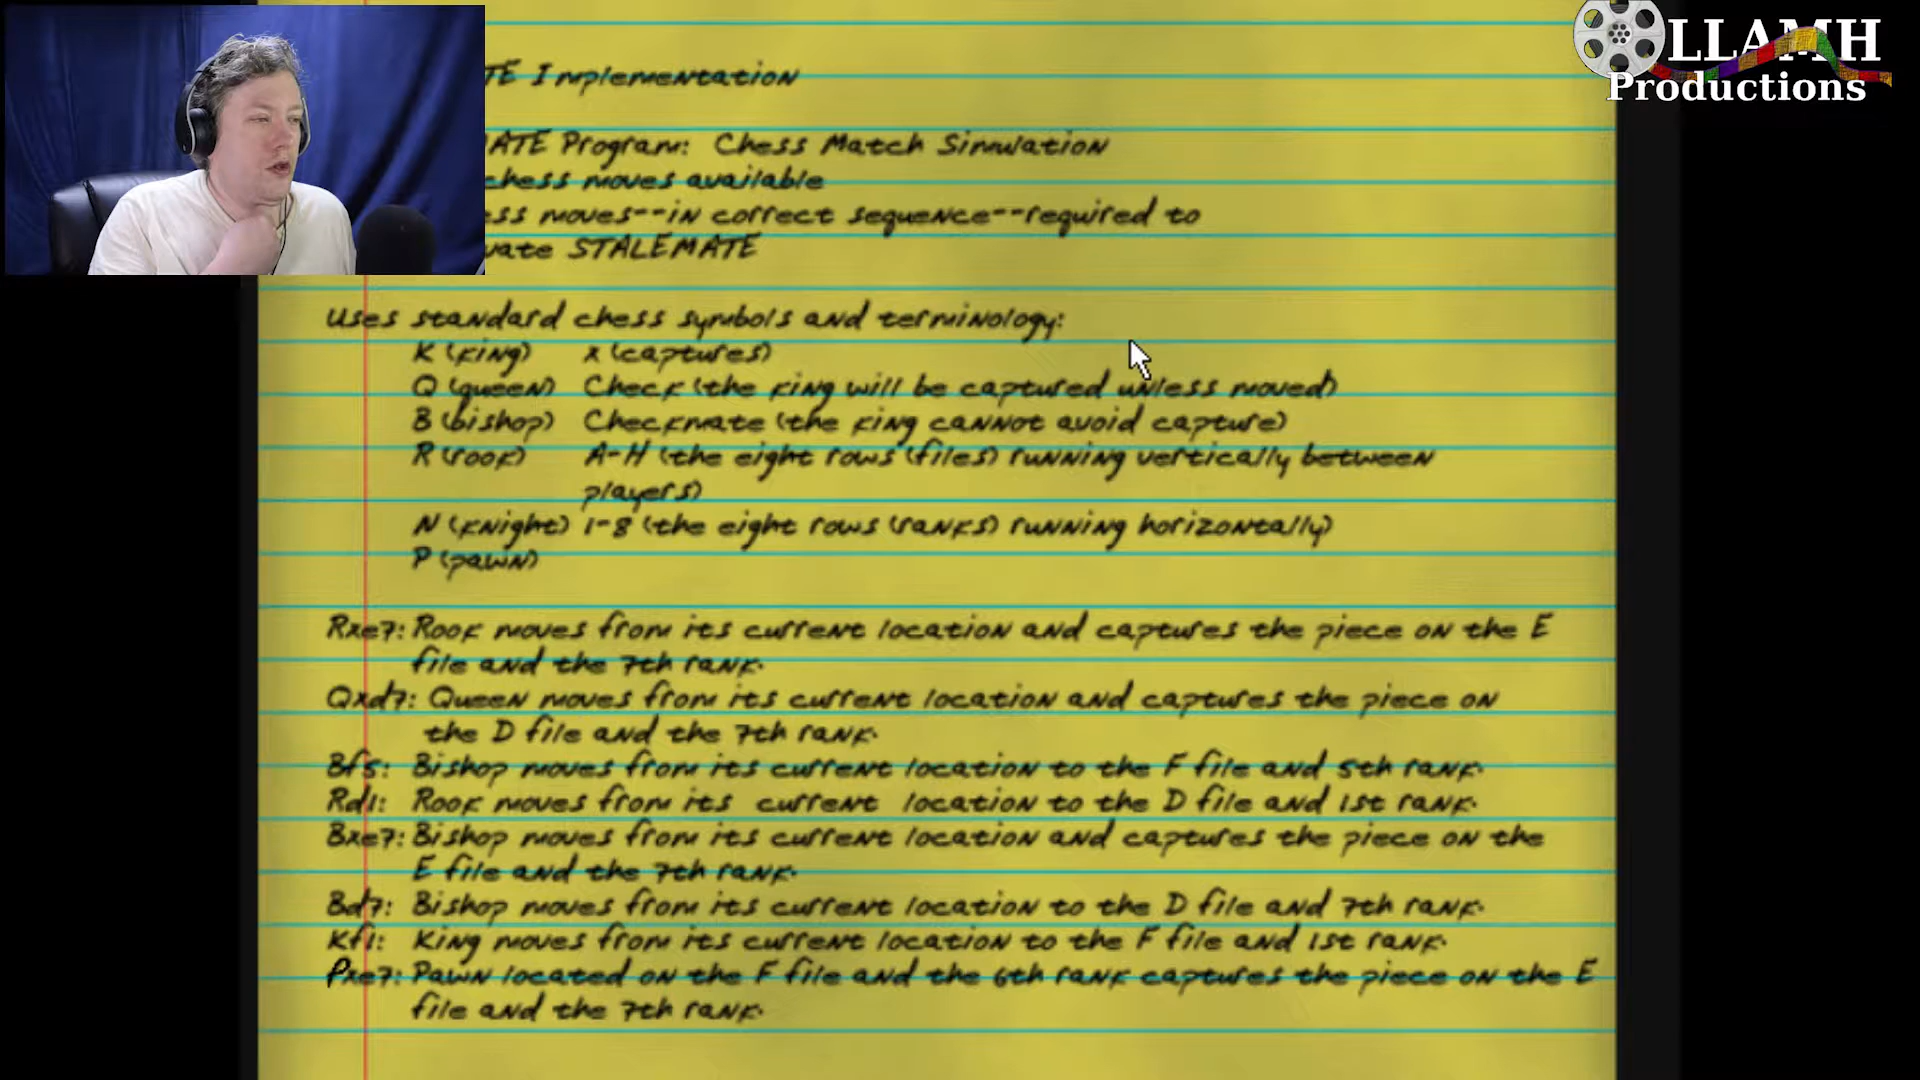 LLAMH
Productions
TE Implementation
ATE Program: Chess Match Simulation
chess moves available
ess moves--in correct sequence--required to
vate STALEMATE
Uses standard chess symbols and terminology:
K (king) x (captures)
Q (queen) Check (the king will be captured unless moved)
B (bishop) Checkmate (the king cannot avoid capture)
R (rook) A-H (the eight rows (files) running vertically between
players)
N (knight) 1-8 (the eight rows (ranks) running horizontally)
P (pawn)
Rxe7: Rook moves from its current location and captures the piece on the E
file and the 7th rank.
Qxd7: Queen moves from its current location and captures the piece on
the D file and the 7th rank.
Bf5: Bishop moves from its current location to the F file and 5th rank.
Rd1: Rook moves from its current location to the D file and 1st rank.
Bxe7: Bishop moves from its current location and captures the piece on the
E file and the 7th rank.
Bd7: Bishop moves from its current location to the D file and 7th rank.
Kf1: King moves from its current location to the F file and 1st rank.
Pxe7: Pawn located on the F file and the 6th rank captures the piece on the E
file and the 7th rank.